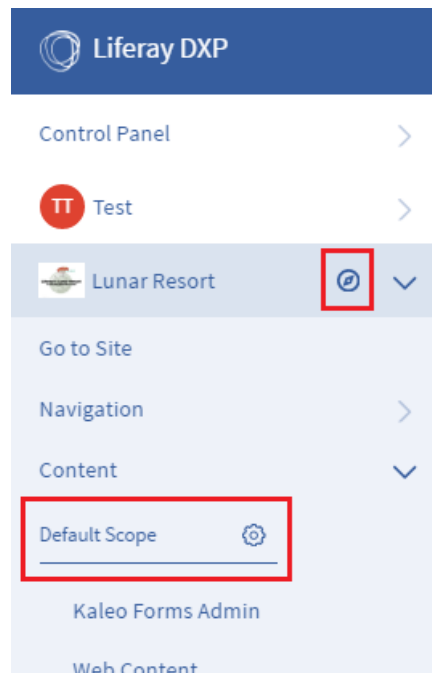 Liferay DXP
Control Panel
TT Test
Lunar Resort
Go to Site
Navigation
Content
Default Scope
Kaleo Forms Admin
Web Content